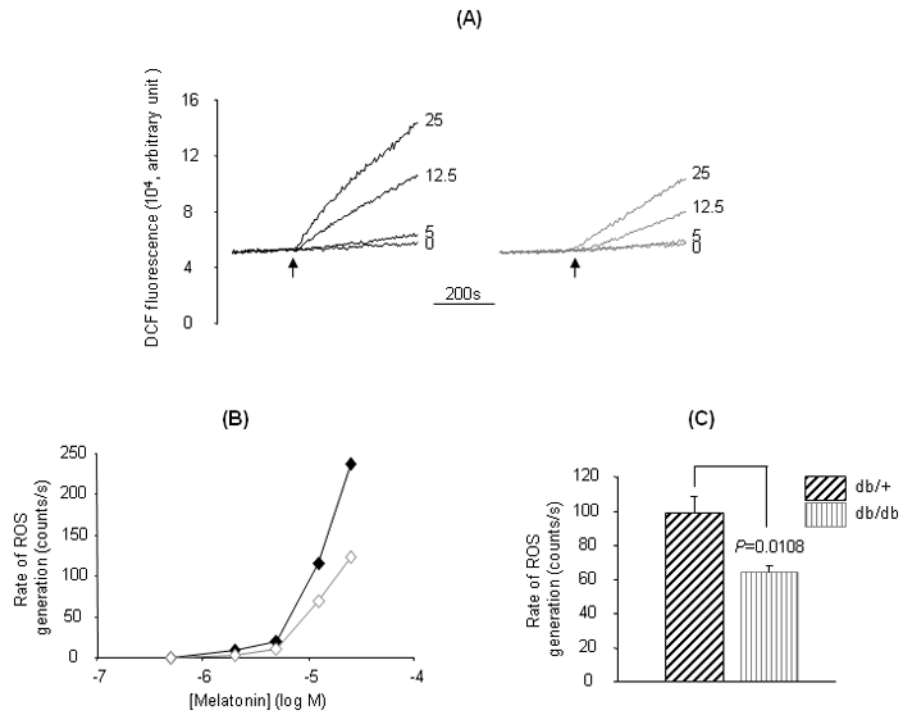 (A)
DCF fluorescence (10⁴, arbitrary unit )
16
12
8
4
0
25
12.5
5
0
25
12.5
5
0
200s
(B)
Rate of ROS
generation (counts/s)
250
200
150
100
50
0
-7
-6
-5
-4
[Melatonin] (log M)
(C)
Rate of ROS
generation (counts/s)
120
100
80
60
40
20
0
P=0.0108
db/+
db/db